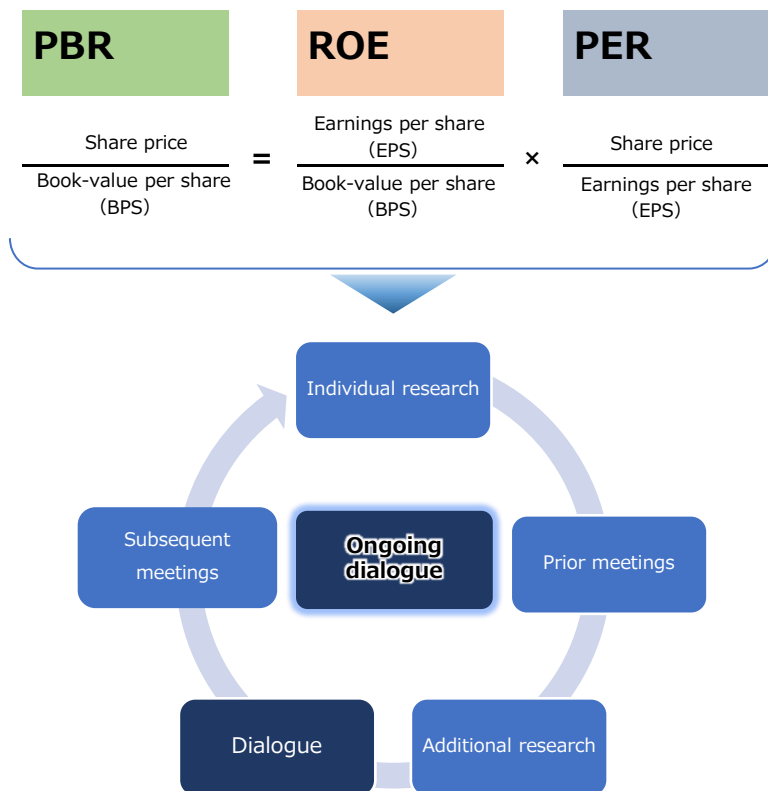 PBR
ROE
PER
Share price
Book-value per share
（BPS）
=
Earnings per share
（EPS）
Book-value per share
（BPS）
×
Share price
Earnings per share
（EPS）
Individual research
Prior meetings
Additional research
Dialogue
Subsequent
meetings
Ongoing
dialogue